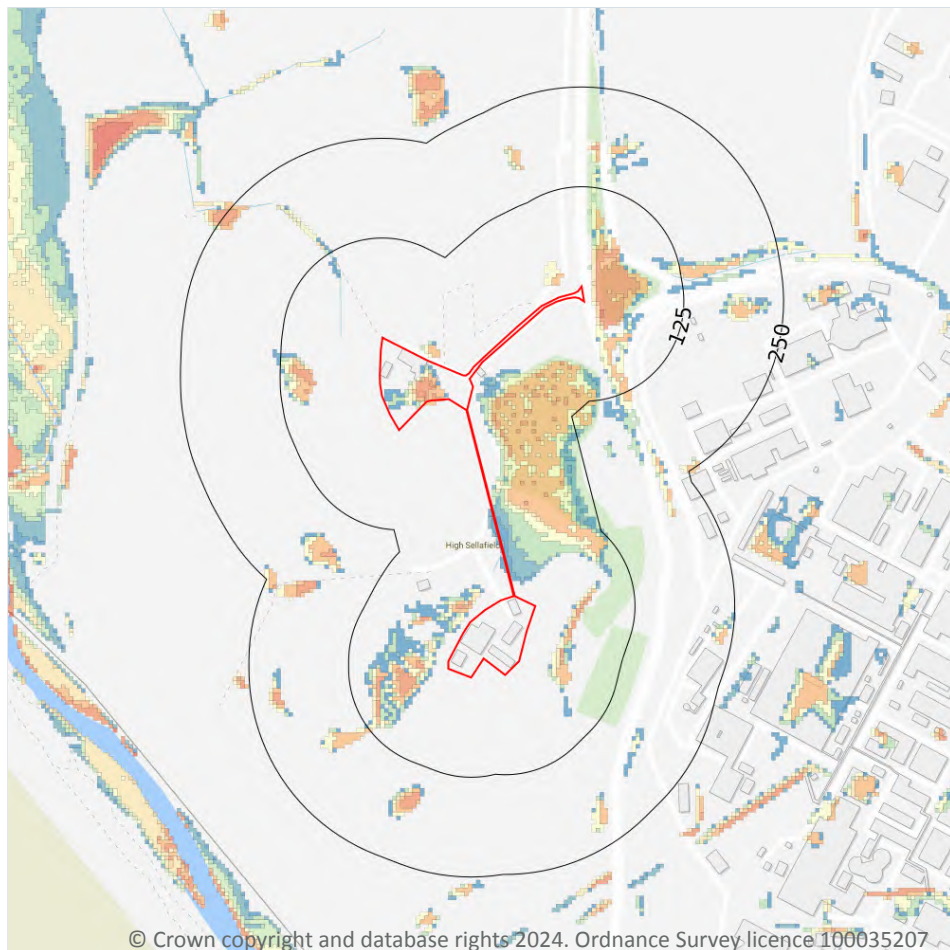 125
250
High Sellafield
© Crown copyright and database rights 2024. Ordnance Survey licence 100035207